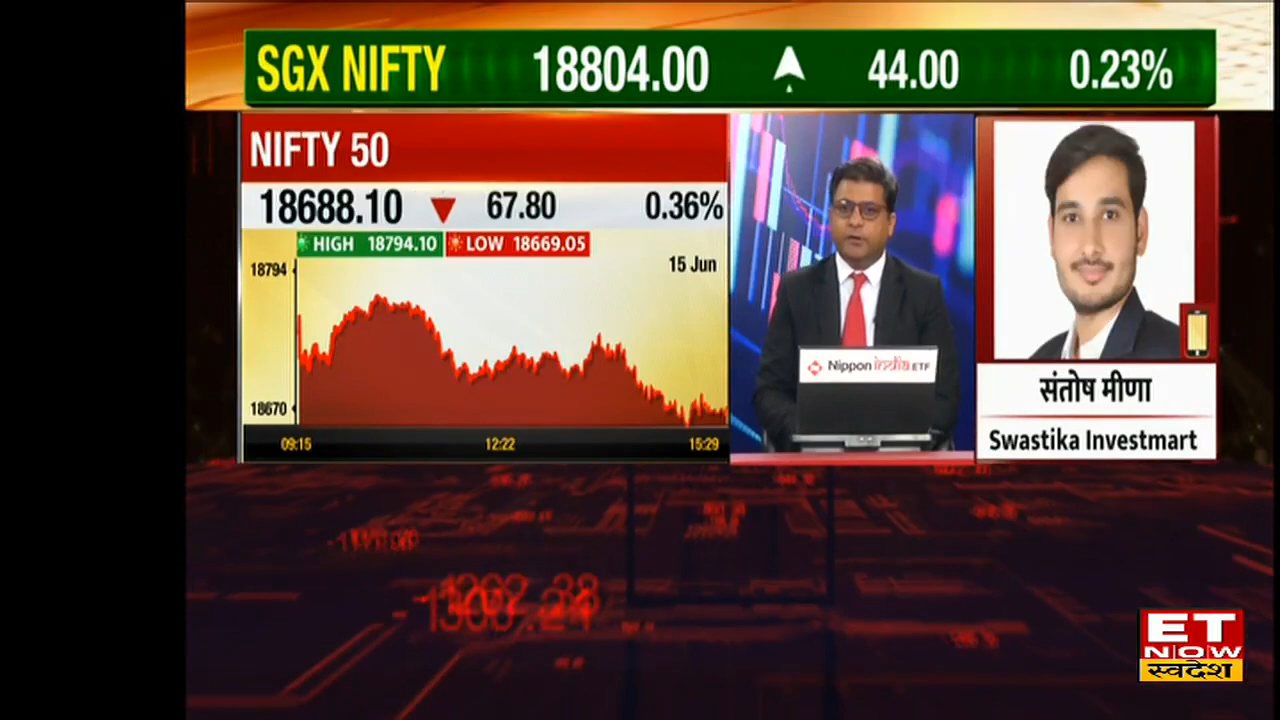 SGX NIFTY 18804.00 44.00 0.23%
NIFTY 50
18688.10 67.80 0.36%
HIGH 18794.10 LOW 18669.05
15 Jun
18794
18670
09:15 12:22 15:29
Nippon india ETF
संतोष मीणा
Swastika Investmart
ET
NOW
स्वदेश